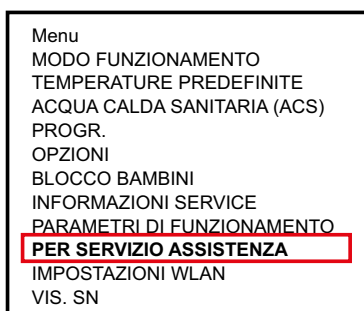 Menu
MODO FUNZIONAMENTO
TEMPERATURE PREDEFINITE
ACQUA CALDA SANITARIA (ACS)
PROGR.
OPZIONI
BLOCCO BAMBINI
INFORMAZIONI SERVICE
PARAMETRI DI FUNZIONAMENTO
PER SERVIZIO ASSISTENZA
IMPOSTAZIONI WLAN
VIS. SN